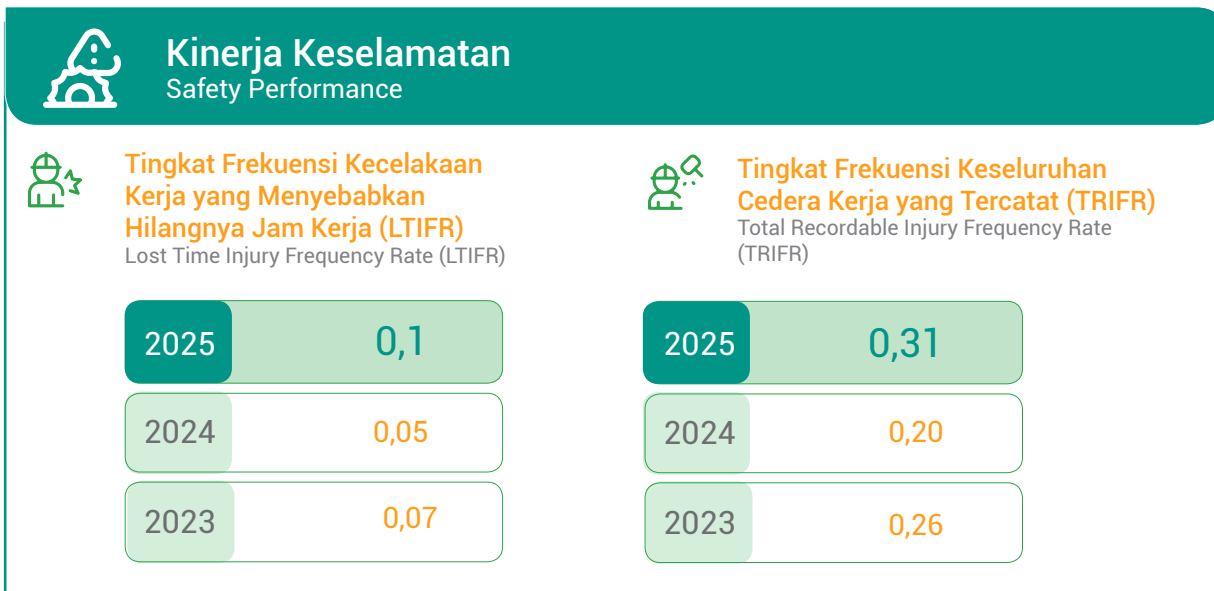 Kinerja Keselamatan
Safety Performance
Tingkat Frekuensi Kecelakaan
Kerja yang Menyebabkan
Hilangnya Jam Kerja (LTIFR)
Lost Time Injury Frequency Rate (LTIFR)
2025 0,1
2024 0,05
2023 0,07
Tingkat Frekuensi Keseluruhan
Cedera Kerja yang Tercatat (TRIFR)
Total Recordable Injury Frequency Rate
(TRIFR)
2025 0,31
2024 0,20
2023 0,26